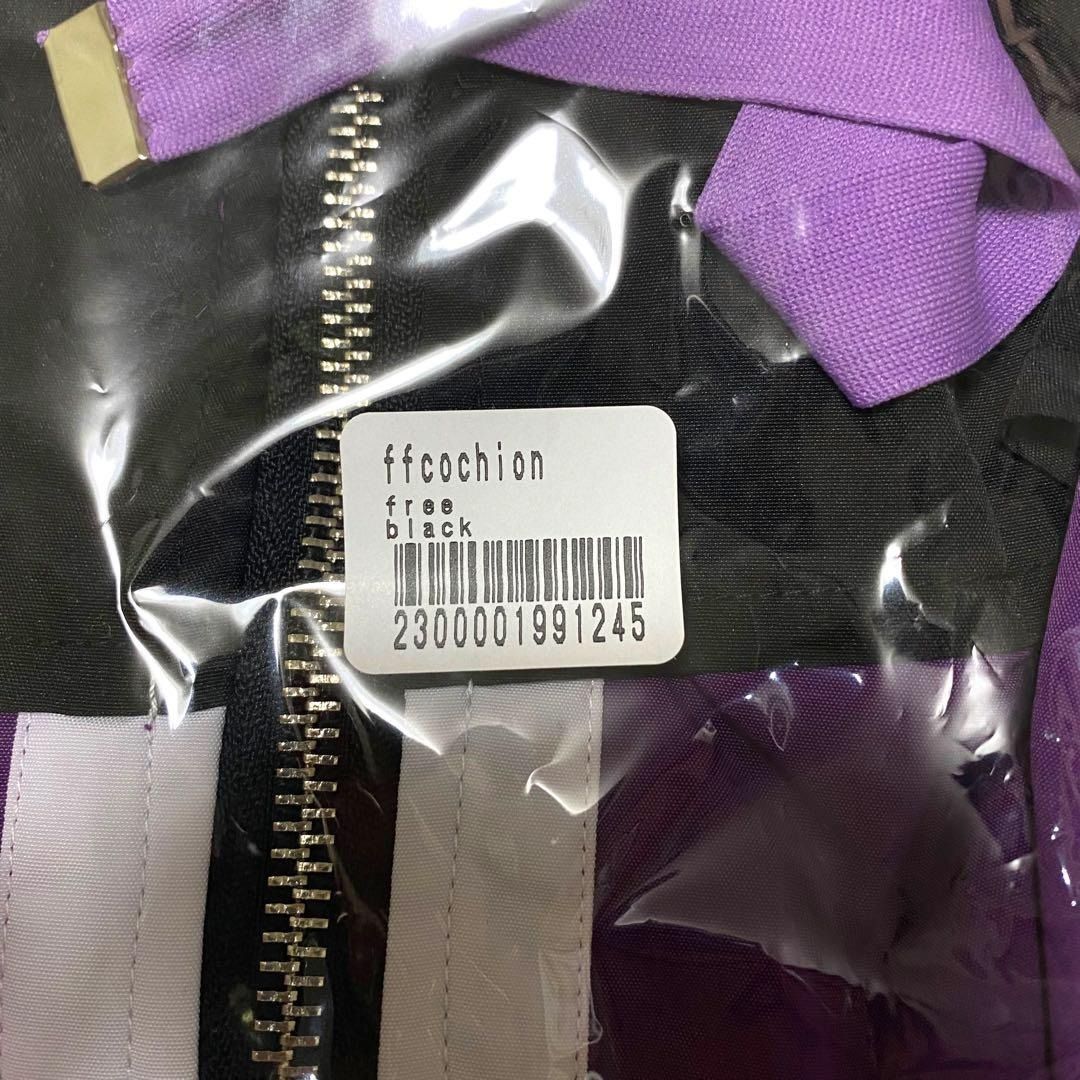 ffcochion
free
black
2300001991245